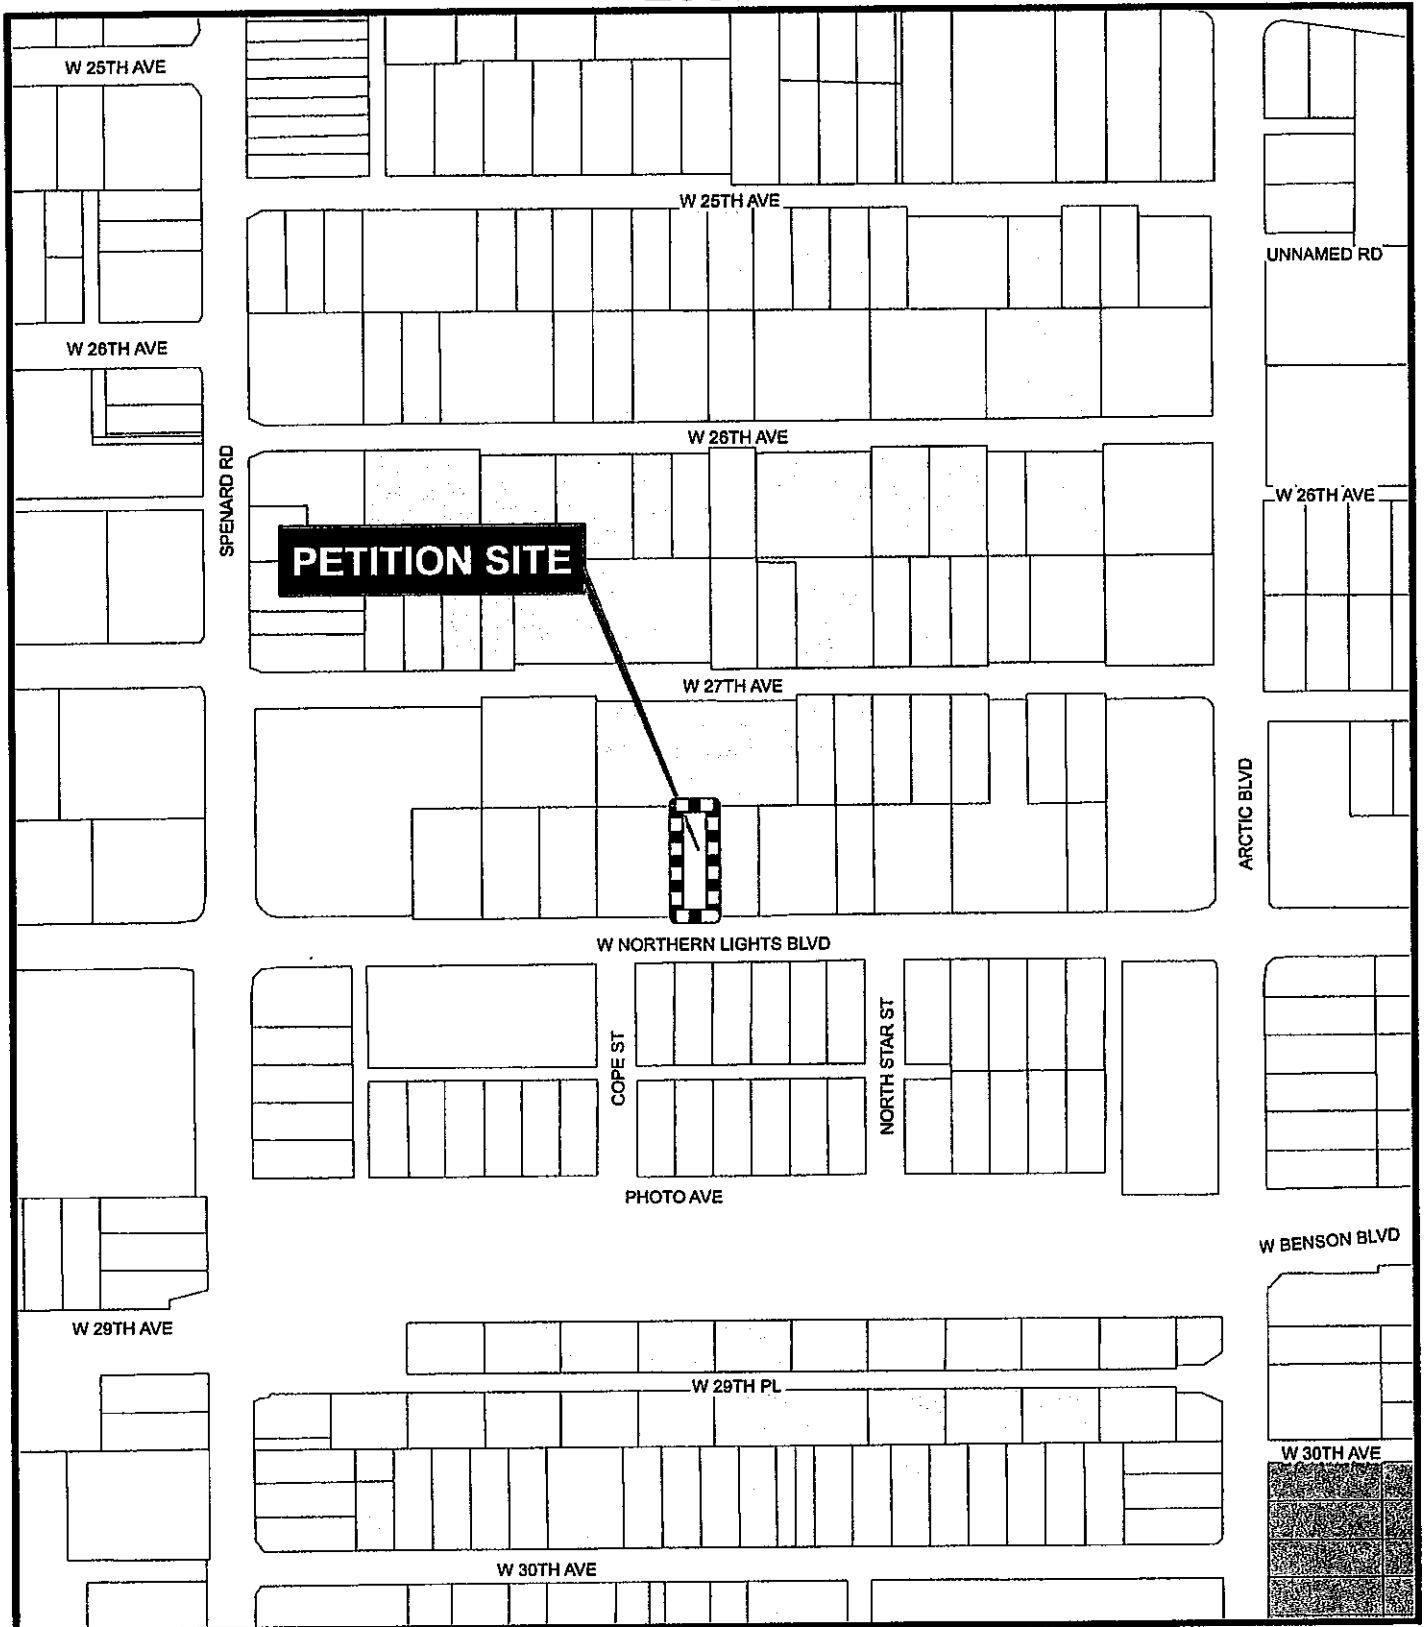 W 25TH AVE
W 25TH AVE
UNNAMED RD
W 26TH AVE
W 26TH AVE
SPENARD RD
W 26TH AVE
PETITION SITE
W 27TH AVE
ARCTIC BLVD
W NORTHERN LIGHTS BLVD
COPE ST
NORTH STAR ST
PHOTO AVE
W BENSON BLVD
W 29TH AVE
W 29TH PL
W 30TH AVE
W 30TH AVE